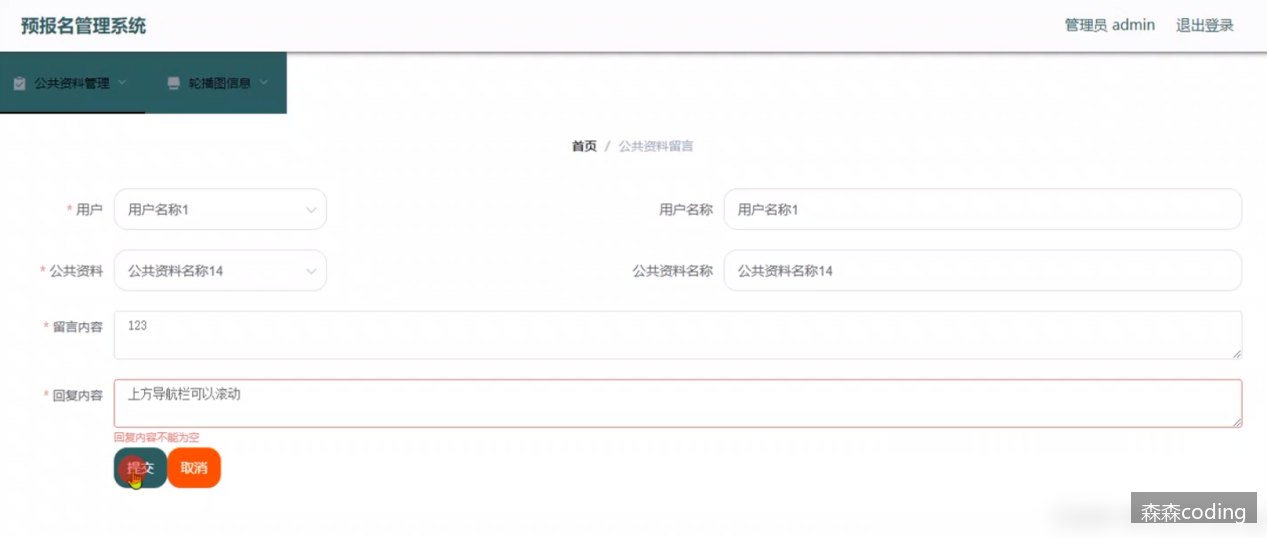 预报名管理系统
管理员 admin 退出登录
公共资料管理 轮播图信息
首页 / 公共资料留言
* 用户 用户名称1 用户名称 用户名称1
* 公共资料 公共资料名称14 公共资料名称 公共资料名称14
* 留言内容 123
* 回复内容 上方导航栏可以滚动
回复内容不能为空
提交 取消
森森coding